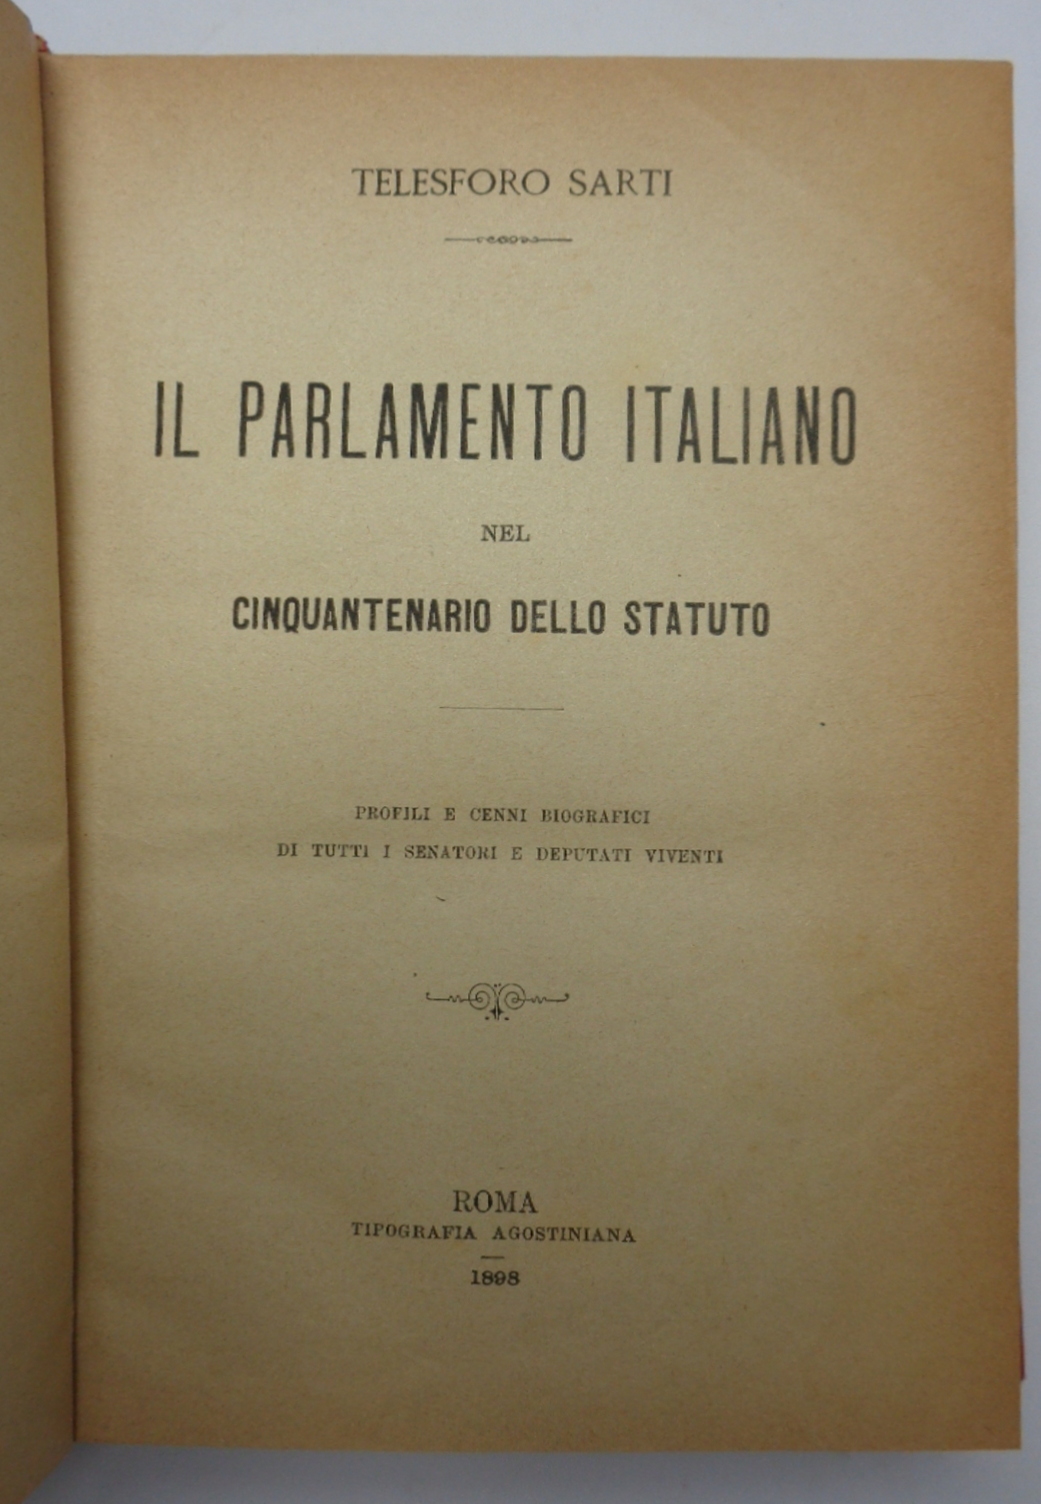 TELESFORO SARTI
IL PARLAMENTO ITALIANO
NEL
CINQUANTENARIO DELLO STATUTO
PROFILI E CENNI BIOGRAFICI
DI TUTTI I SENATORI E DEPUTATI VIVENTI
ROMA
TIPOGRAFIA AGOSTINIANA
1898